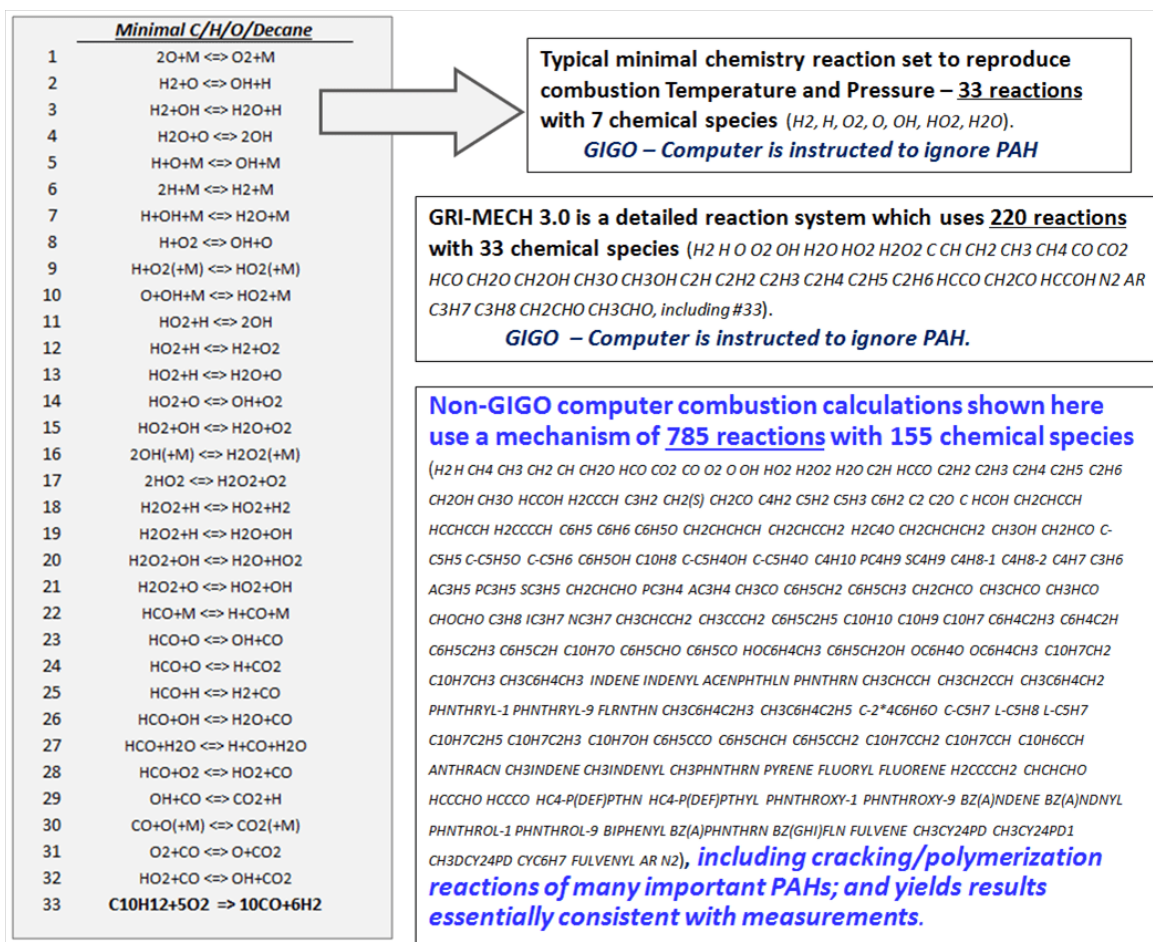 Minimal C/H/O/Decane
1 2O+M <=> O2+M
2 H2+O <=> OH+H
3 H2+OH <=> H2O+H
4 H2O+O <=> 2OH
5 H+O+M <=> OH+M
6 2H+M <=> H2+M
7 H+OH+M <=> H2O+M
8 H+O2 <=> OH+O
9 H+O2(+M) <=> HO2(+M)
10 O+OH+M <=> HO2+M
11 HO2+H <=> 2OH
12 HO2+H <=> H2+O2
13 HO2+H <=> H2O+O
14 HO2+O <=> OH+O2
15 HO2+OH <=> H2O+O2
16 2OH(+M) <=> H2O2(+M)
17 2HO2 <=> H2O2+O2
18 H2O2+H <=> HO2+H2
19 H2O2+H <=> H2O+OH
20 H2O2+OH <=> H2O+HO2
21 H2O2+O <=> HO2+OH
22 HCO+M <=> H+CO+M
23 HCO+O <=> OH+CO
24 HCO+O <=> H+CO2
25 HCO+H <=> H2+CO
26 HCO+OH <=> H2O+CO
27 HCO+H2O <=> H+CO+H2O
28 HCO+O2 <=> HO2+CO
29 OH+CO <=> CO2+H
30 CO+O(+M) <=> CO2(+M)
31 O2+CO <=> O+CO2
32 HO2+CO <=> OH+CO2
33 C10H12+5O2 => 10CO+6H2
Typical minimal chemistry reaction set to reproduce
combustion Temperature and Pressure – 33 reactions
with 7 chemical species (H2, H, O2, O, OH, HO2, H2O).
GIGO – Computer is instructed to ignore PAH
GRI-MECH 3.0 is a detailed reaction system which uses 220 reactions
with 33 chemical species (H2 H O O2 OH H2O HO2 H2O2 C CH CH2 CH3 CH4 CO CO2
HCO CH2O CH2OH CH3O CH3OH C2H C2H2 C2H3 C2H4 C2H5 C2H6 HCCO CH2CO HCCOH N2 AR
C3H7 C3H8 CH2CHO CH3CHO, including #33).
GIGO – Computer is instructed to ignore PAH.
Non-GIGO computer combustion calculations shown here
use a mechanism of 785 reactions with 155 chemical species
(H2 H CH4 CH3 CH2 CH CH2O HCO CO2 CO O2 O OH HO2 H2O2 H2O C2H HCCO C2H2 C2H3 C2H4 C2H5 C2H6
CH2OH CH3O HCCOH H2CCCH C3H2 CH2(S) CH2CO C4H2 C5H2 C5H3 C6H2 C2 C2O C HCOH CH2CHCCH
HCCHCCH H2CCCCH C6H5 C6H6 C6H5O CH2CHCHCH CH2CHCCH2 H2C4O CH2CHCHCH2 CH3OH CH2HCO C-
C5H5 C-C5H5O C-C5H6 C6H5OH C10H8 C-C5H4OH C-C5H4O C4H10 PC4H9 SC4H9 C4H8-1 C4H8-2 C4H7 C3H6
AC3H5 PC3H5 SC3H5 CH2CHCHO PC3H4 AC3H4 CH3CO C6H5CH2 C6H5CH3 CH2CHCO CH3CHCO CH3HCO
CHOCHO C3H8 IC3H7 NC3H7 CH3CHCCH2 CH3CCCH2 C6H5C2H5 C10H10 C10H9 C10H7 C6H4C2H3 C6H4C2H
C6H5C2H3 C6H5C2H C10H7O C6H5CHO C6H5CO HOC6H4CH3 C6H5CH2OH OC6H4O OC6H4CH3 C10H7CH2
C10H7CH3 CH3C6H4CH3 INDENE INDENYL ACENPHTHLN PHNTHRN CH3CHCCH CH3CH2CCH CH3C6H4CH2
PHNTHRYL-1 PHNTHRYL-9 FLRNTHN CH3C6H4C2H3 CH3C6H4C2H5 C-2*4C6H6O C-C5H7 L-C5H8 L-C5H7
C10H7C2H5 C10H7C2H3 C10H7OH C6H5CCO C6H5CHCH C6H5CCH2 C10H7CCH2 C10H7CCH C10H6CCH
ANTHRACN CH3INDENE CH3INDENYL CH3PHNTHRN PYRENE FLUORYL FLUORENE H2CCCCH2 CHCHCHO
HCCCHO HCCCO HC4-P(DEF)PTHN HC4-P(DEF)PTHYL PHNTHROXY-1 PHNTHROXY-9 BZ(A)NDENE BZ(A)NDNYL
PHNTHROL-1 PHNTHROL-9 BIPHENYL BZ(A)PHNTHRN BZ(GHI)FLN FULVENE CH3CY24PD CH3CY24PD1
CH3DCY24PD CYC6H7 FULVENYL AR N2), including cracking/polymerization
reactions of many important PAHs; and yields results
essentially consistent with measurements.